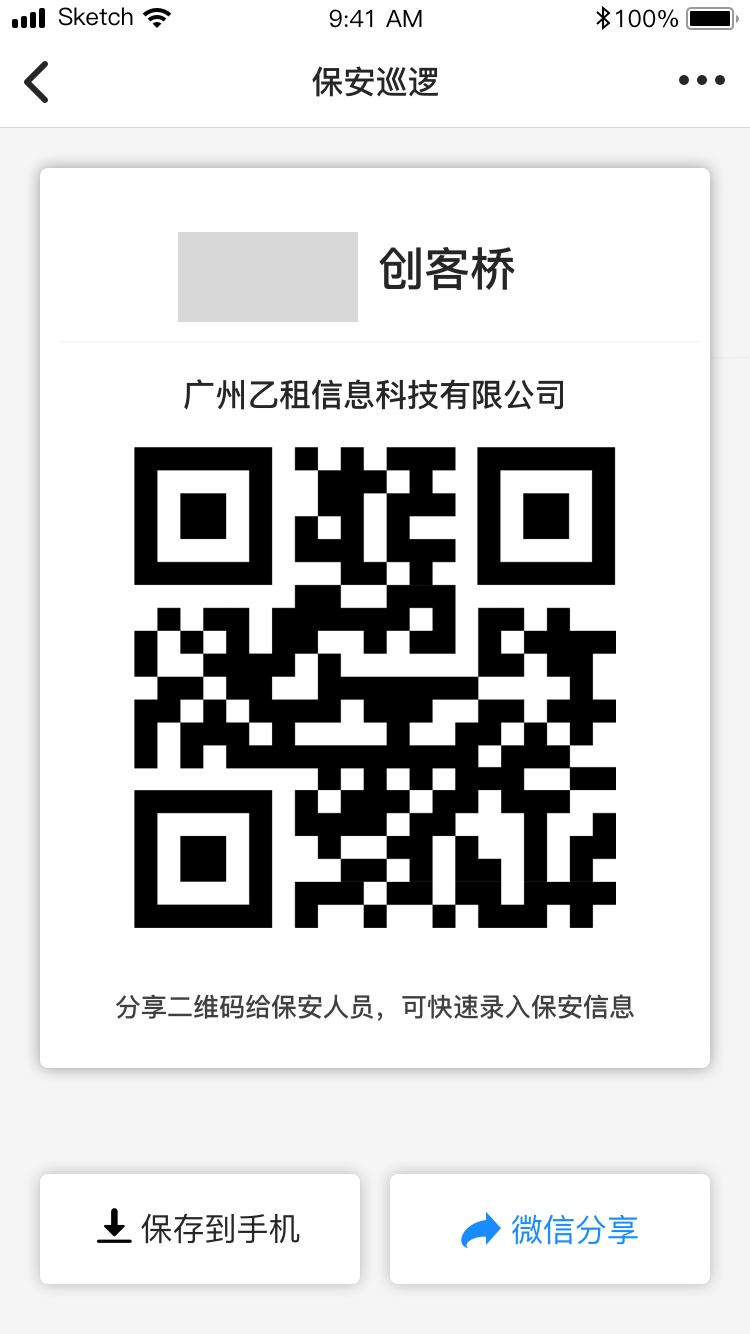 Sketch 9:41 AM 100%
保安巡逻
创客桥
广州乙租信息科技有限公司
分享二维码给保安人员，可快速录入保安信息
保存到手机 微信分享